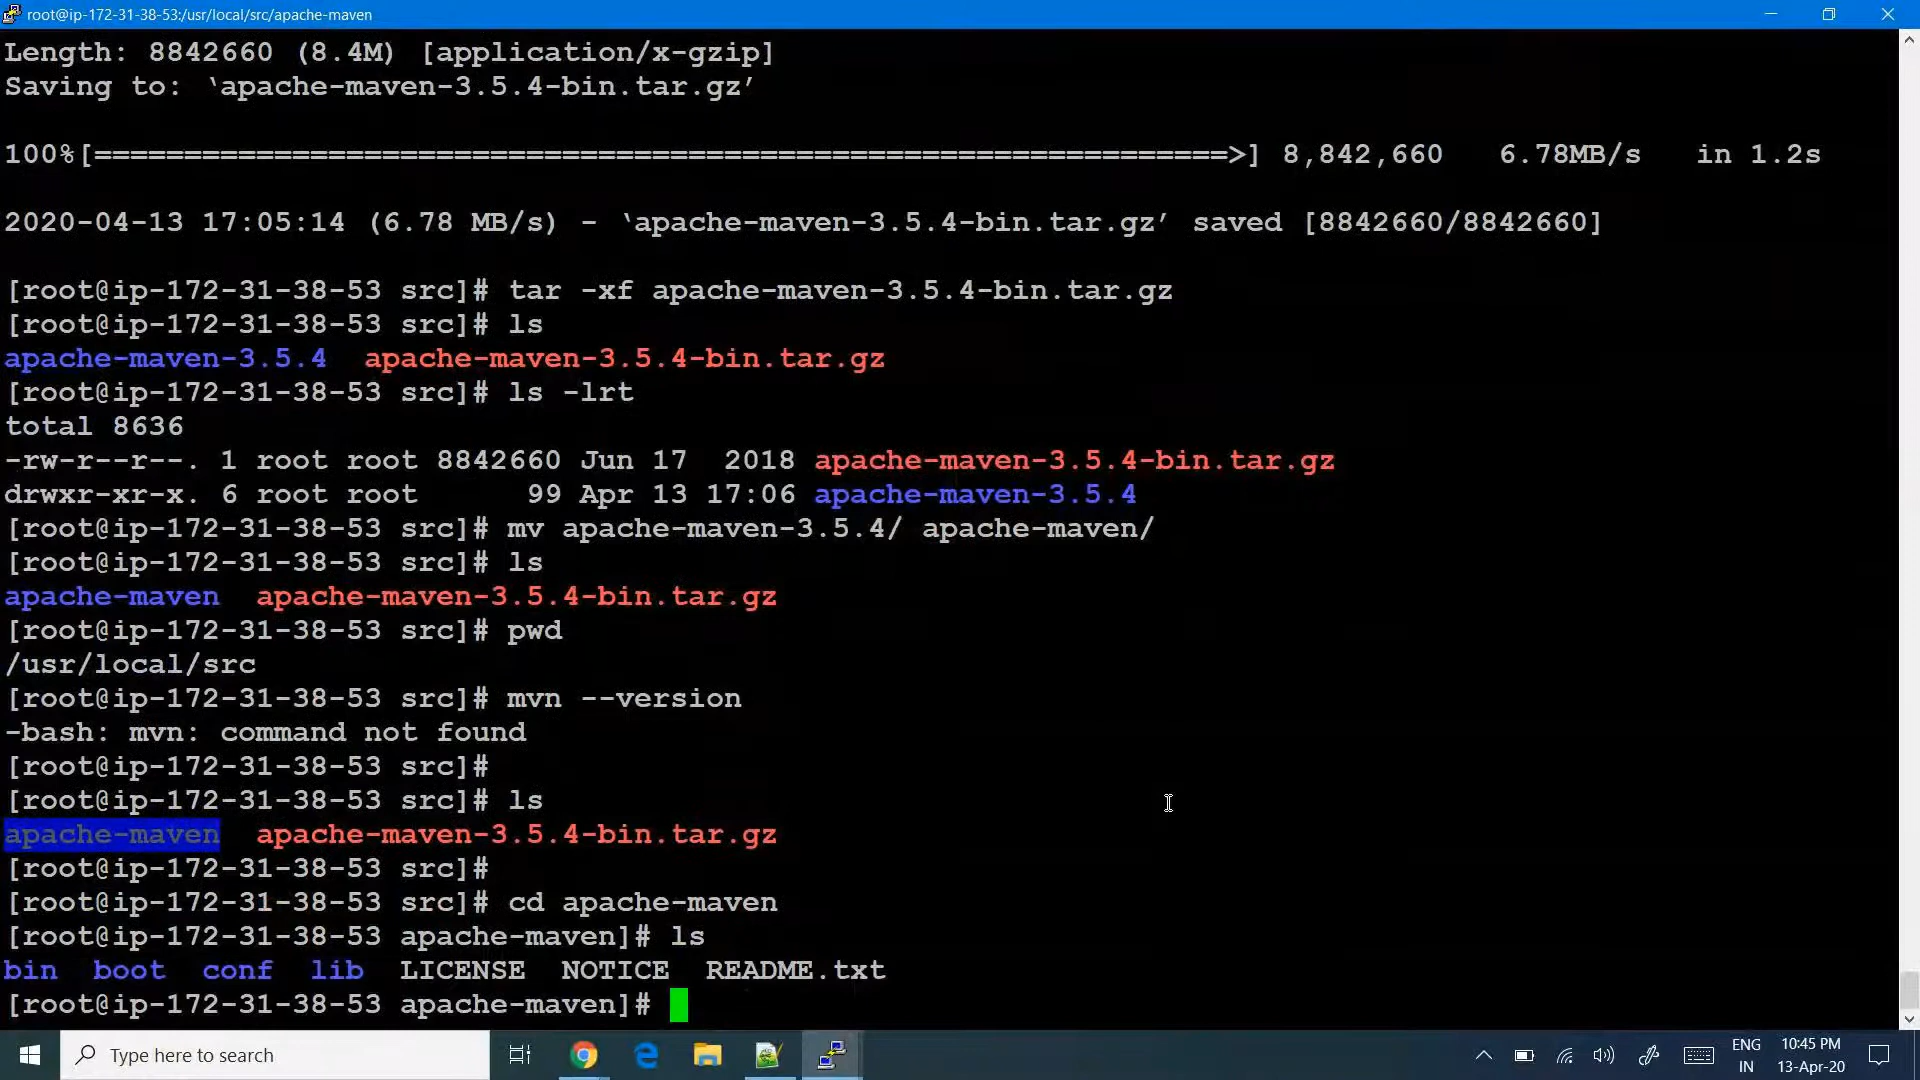 root@ip-172-31-38-53:/usr/local/src/apache-maven
Length: 8842660 (8.4M) [application/x-gzip]
Saving to: ‘apache-maven-3.5.4-bin.tar.gz’
100%[===============================================================>] 8,842,660   6.78MB/s   in 1.2s
2020-04-13 17:05:14 (6.78 MB/s) - ‘apache-maven-3.5.4-bin.tar.gz’ saved [8842660/8842660]
[root@ip-172-31-38-53 src]# tar -xf apache-maven-3.5.4-bin.tar.gz
[root@ip-172-31-38-53 src]# ls
apache-maven-3.5.4  apache-maven-3.5.4-bin.tar.gz
[root@ip-172-31-38-53 src]# ls -lrt
total 8636
-rw-r--r--. 1 root root 8842660 Jun 17  2018 apache-maven-3.5.4-bin.tar.gz
drwxr-xr-x. 6 root root      99 Apr 13 17:06 apache-maven-3.5.4
[root@ip-172-31-38-53 src]# mv apache-maven-3.5.4/ apache-maven/
[root@ip-172-31-38-53 src]# ls
apache-maven  apache-maven-3.5.4-bin.tar.gz
[root@ip-172-31-38-53 src]# pwd
/usr/local/src
[root@ip-172-31-38-53 src]# mvn --version
-bash: mvn: command not found
[root@ip-172-31-38-53 src]#
[root@ip-172-31-38-53 src]# ls
apache-maven  apache-maven-3.5.4-bin.tar.gz
[root@ip-172-31-38-53 src]#
[root@ip-172-31-38-53 src]# cd apache-maven
[root@ip-172-31-38-53 apache-maven]# ls
bin  boot  conf  lib  LICENSE  NOTICE  README.txt
[root@ip-172-31-38-53 apache-maven]#
Type here to search
ENG
IN
10:45 PM
13-Apr-20